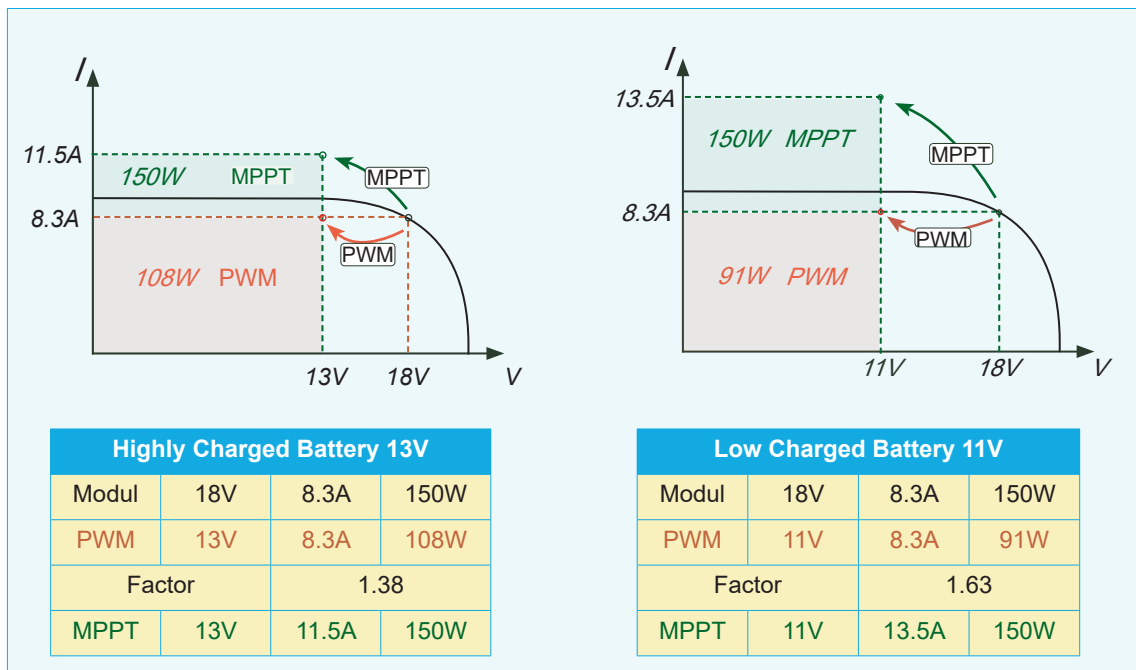 I
11.5A
150W MPPT
MPPT
8.3A
PWM
108W PWM
13V 18V V
I
13.5A
150W MPPT
MPPT
8.3A
PWM
91W PWM
11V 18V V
Highly Charged Battery 13V
Modul 18V 8.3A 150W
PWM 13V 8.3A 108W
Factor 1.38
MPPT 13V 11.5A 150W
Low Charged Battery 11V
Modul 18V 8.3A 150W
PWM 11V 8.3A 91W
Factor 1.63
MPPT 11V 13.5A 150W